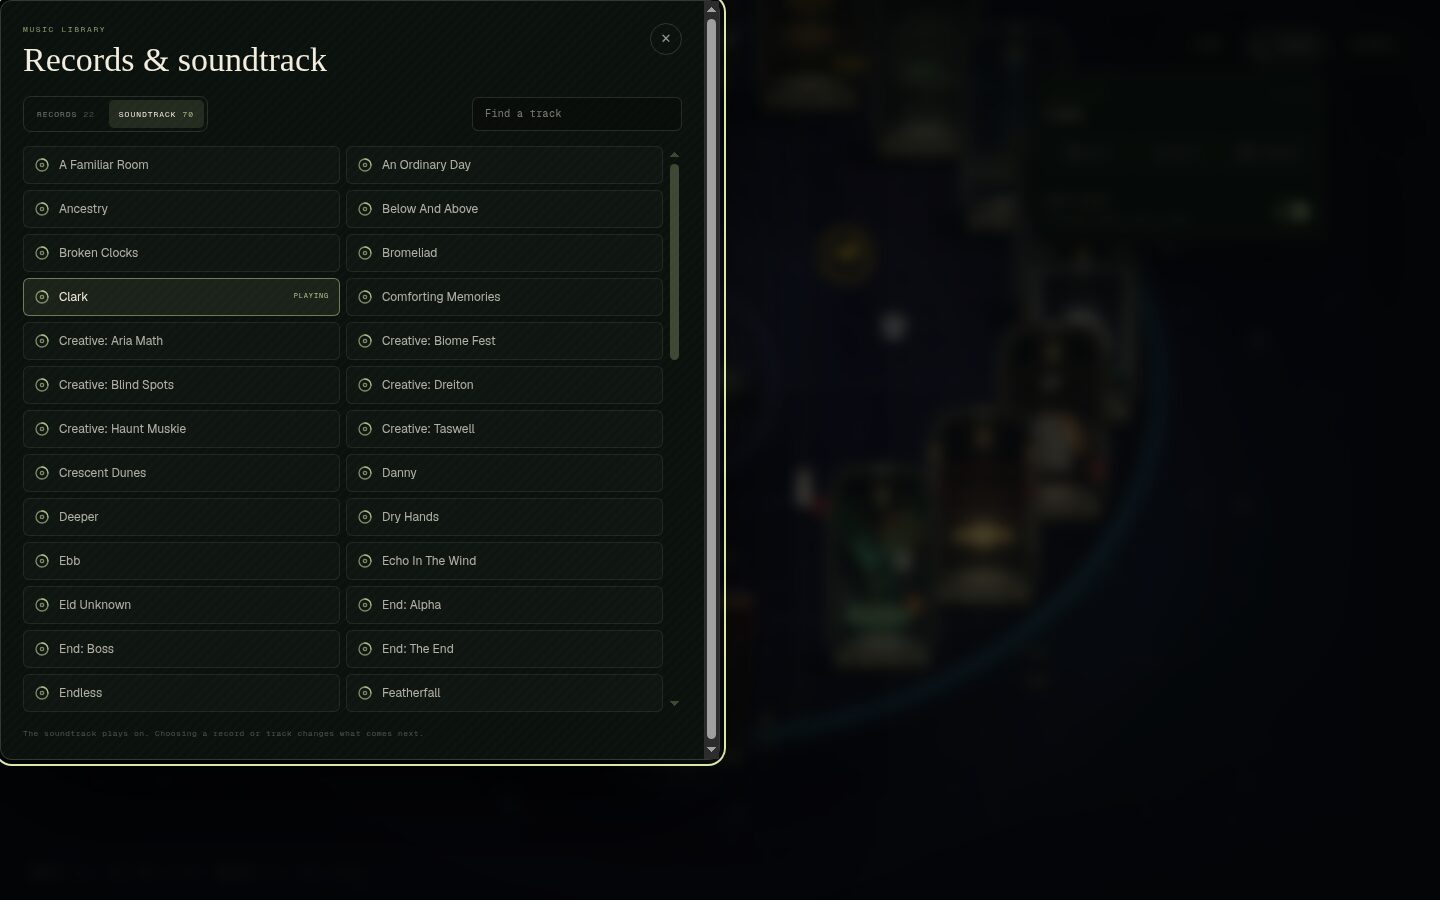 MUSIC LIBRARY
Records & soundtrack
×
RECORDS 22
SOUNDTRACK 70
Find a track
A Familiar Room
An Ordinary Day
Ancestry
Below And Above
Broken Clocks
Bromeliad
Clark
PLAYING
Comforting Memories
Creative: Aria Math
Creative: Biome Fest
Creative: Blind Spots
Creative: Dreiton
Creative: Haunt Muskie
Creative: Taswell
Crescent Dunes
Danny
Deeper
Dry Hands
Ebb
Echo In The Wind
Eld Unknown
End: Alpha
End: Boss
End: The End
Endless
Featherfall
The soundtrack plays on. Choosing a record or track changes what comes next.